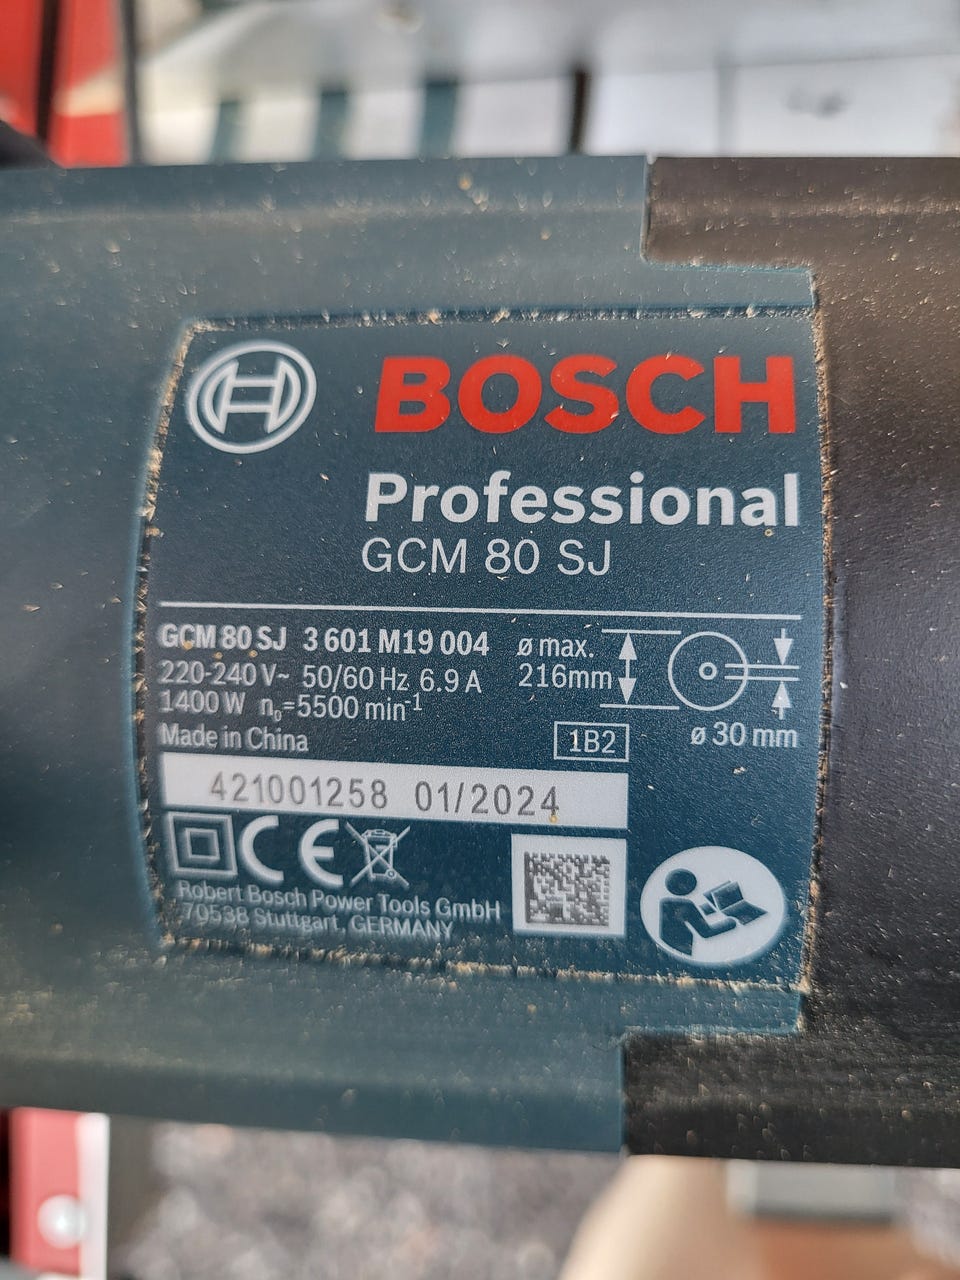 BOSCH
Professional
GCM 80 SJ
GCM 80 SJ 3 601 M19 004
220-240 V~ 50/60 Hz 6.9 A
1400 W n₀=5500 min⁻¹
Made in China
ø max.
216mm
ø 30 mm
1B2
421001258 01/2024
CE
Robert Bosch Power Tools GmbH
70538 Stuttgart, GERMANY